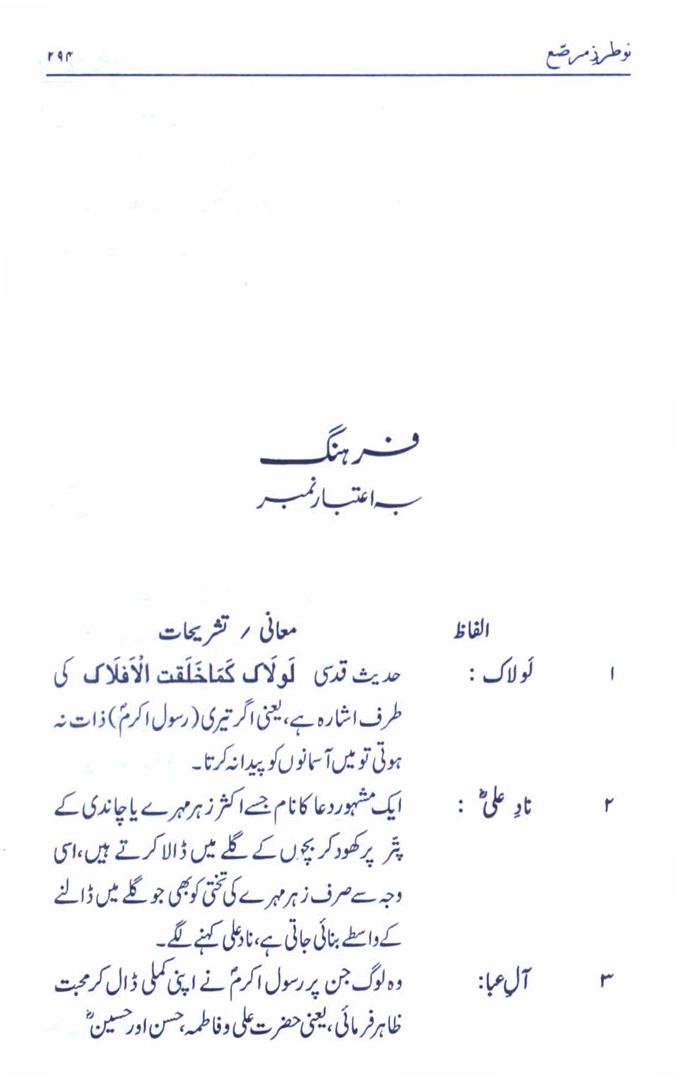 نو طرزِ مرصّع ۲۹۴
فرہنگ
بہ اعتبار نمبر
الفاظ معانی / تشریحات
۱ لَولاک : حدیث قدسی لَولَاک کَمَاخَلَقت الْاَفلَاک کی
طرف اشارہ ہے، یعنی اگر تیری (رسول اکرمؐ) ذات نہ
ہوتی تو میں آسمانوں کو پیدا نہ کرتا۔
۲ نادِ علیؓ : ایک مشہور دعا کا نام جسے اکثر زہر مہرے یا چاندی کے
پتّر پر کھود کر بچوں کے گلے میں ڈالا کرتے ہیں، اسی
وجہ سے صرف زہر مہرے کی تختی کو بھی جو گلے میں ڈالنے
کے واسطے بنائی جاتی ہے، نادعلی کہنے لگے۔
۳ آلِ عبا: وہ لوگ جن پر رسول اکرمؐ نے اپنی کملی ڈال کر محبت
ظاہر فرمائی، یعنی حضرت علی و فاطمہ، حسن اور حسینؓ